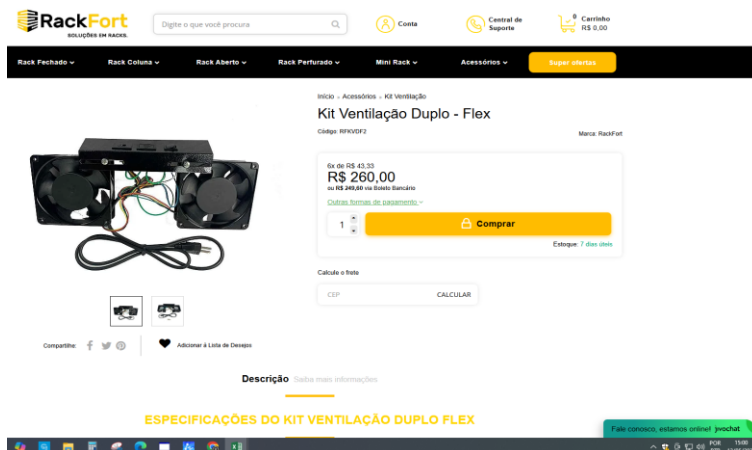 RackFort
SOLUÇÕES EM RACKS.
Digite o que você procura
Conta
Central de
Suporte
0
Carrinho
R$ 0,00
Rack Fechado
Rack Coluna
Rack Aberto
Rack Perfurado
Mini Rack
Acessórios
Super ofertas
Início
Acessórios
Kit Ventilação
Kit Ventilação Duplo - Flex
Código: RFKVDF2
Marca: RackFort
6x de R$ 43,33
R$ 260,00
ou R$ 249,60 via Boleto Bancário
Outras formas de pagamento
1
Comprar
Estoque: 7 dias úteis
Calcule o frete
CEP
CALCULAR
Compartilhe:
Adicionar à Lista de Desejos
Descrição
Saiba mais informações
ESPECIFICAÇÕES DO KIT VENTILAÇÃO DUPLO FLEX
Fale conosco, estamos online! jivochat
POR
15:00